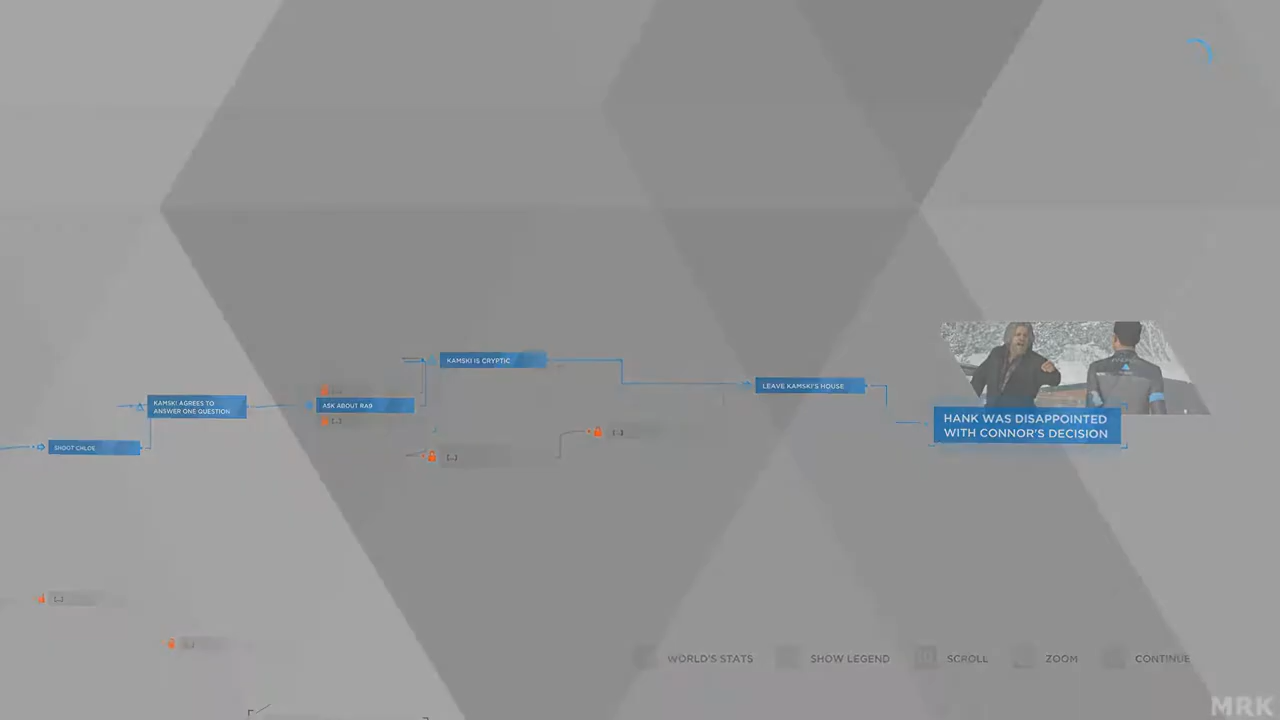 KAMSKI IS CRYPTIC
LEAVE KAMSKI'S HOUSE
KAMSKI AGREES TO
ANSWER ONE QUESTION
ASK ABOUT RA9
HANK WAS DISAPPOINTED
WITH CONNOR'S DECISION
SHOOT CHLOE
[...]
[...]
[...]
[...]
[...]
[...]
WORLD'S STATS
SHOW LEGEND
SCROLL
ZOOM
CONTINUE
MRK